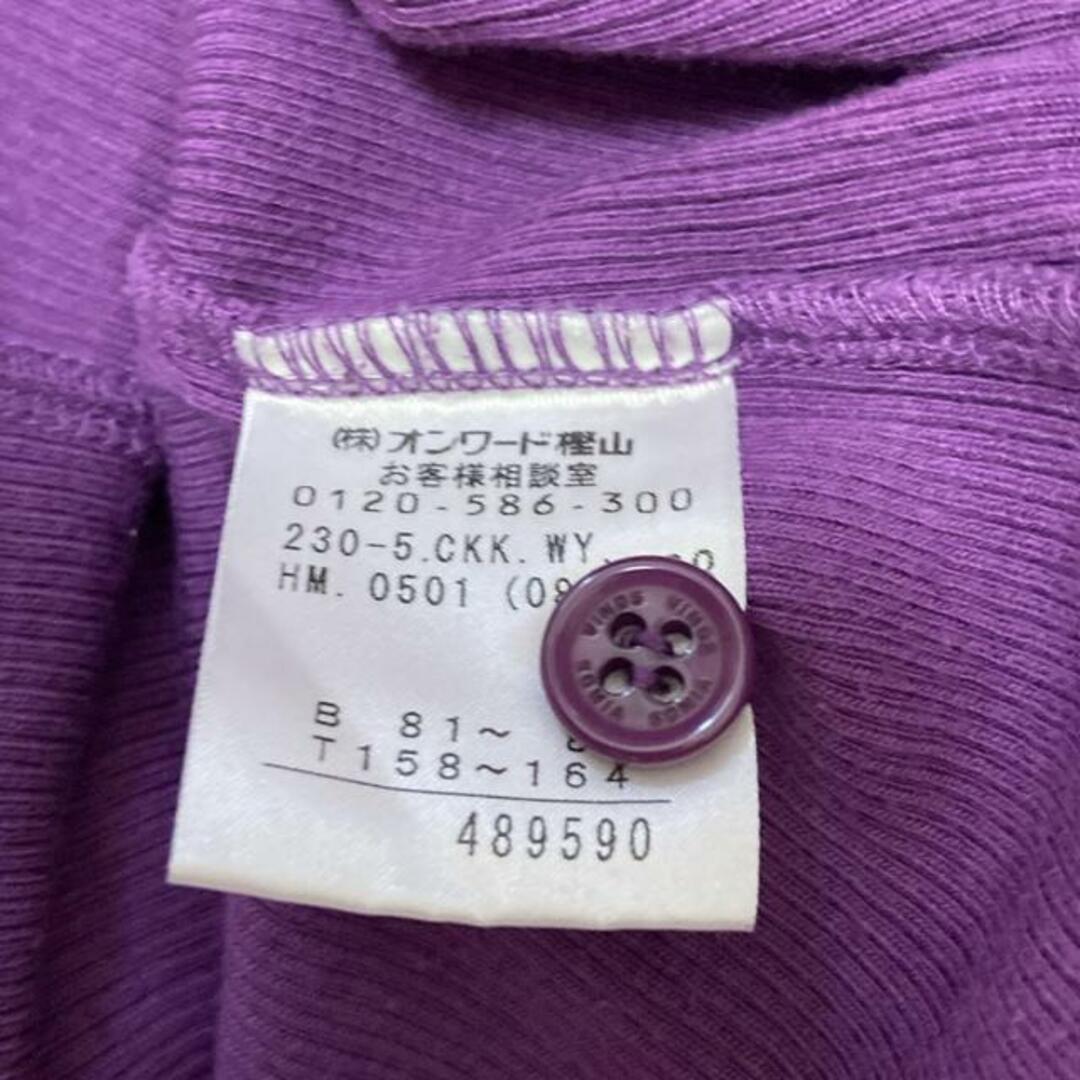 (株)オンワード樫山
お客様相談室
0120-586-300
230-5.CKK.WY.
HM. 0501 (09
B 81~
T158~164
489590